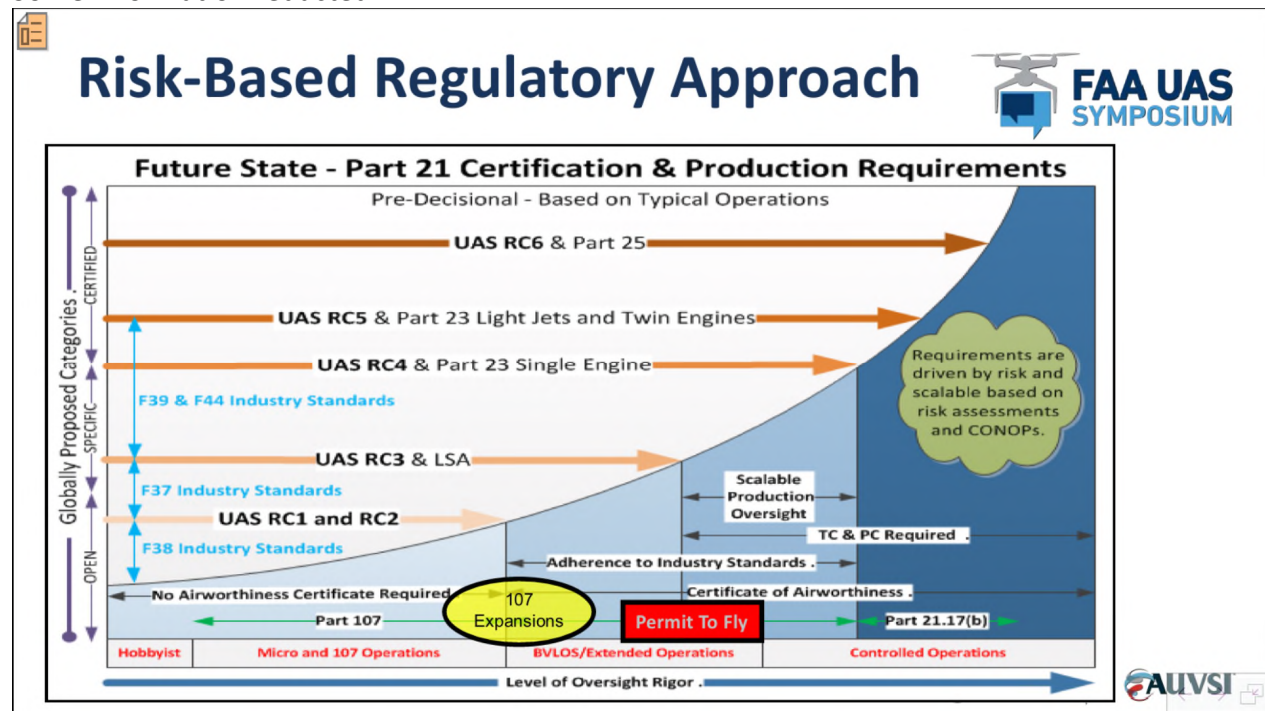 Risk-Based Regulatory Approach
FAA UAS
SYMPOSIUM
Future State - Part 21 Certification & Production Requirements
Pre-Decisional - Based on Typical Operations
Globally Proposed Categories .
CERTIFIED
SPECIFIC
OPEN
UAS RC6 & Part 25
UAS RC5 & Part 23 Light Jets and Twin Engines
UAS RC4 & Part 23 Single Engine
Requirements are
driven by risk and
scalable based on
risk assessments
and CONOPs.
F39 & F44 Industry Standards
UAS RC3 & LSA
F37 Industry Standards
Scalable
Production
Oversight
UAS RC1 and RC2
TC & PC Required .
F38 Industry Standards
Adherence to Industry Standards .
No Airworthiness Certificate Required
Certificate of Airworthiness .
107
Expansions
Part 107
Permit To Fly
Part 21.17(b)
Hobbyist
Micro and 107 Operations
BVLOS/Extended Operations
Controlled Operations
Level of Oversight Rigor .
AUVSI